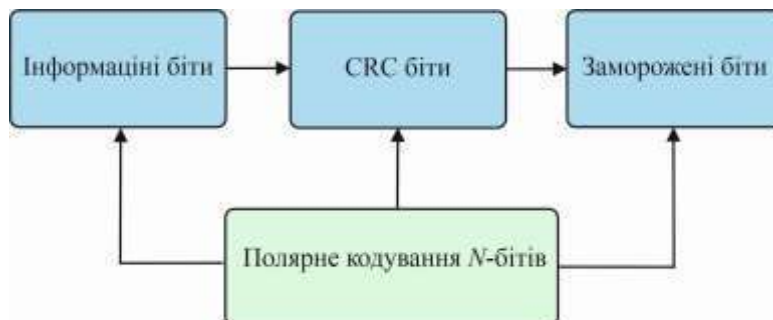 Інформаціні біти
CRC біти
Заморожені біти
Полярне кодування N-бітів